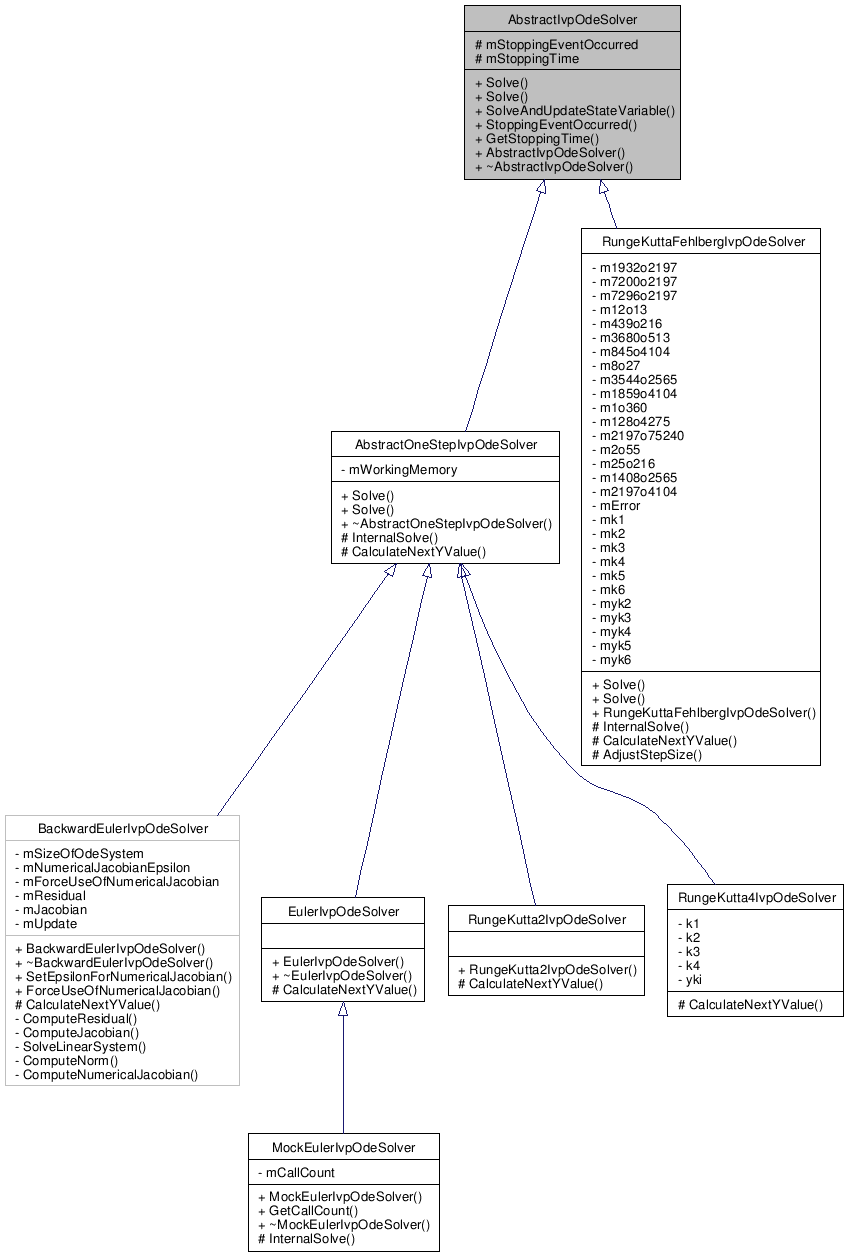 AbstractIvpOdeSolver
# mStoppingEventOccurred
# mStoppingTime
+ Solve()
+ Solve()
+ SolveAndUpdateStateVariable()
+ StoppingEventOccurred()
+ GetStoppingTime()
+ AbstractIvpOdeSolver()
+ ~AbstractIvpOdeSolver()
RungeKuttaFehlbergIvpOdeSolver
- m1932o2197
- m7200o2197
- m7296o2197
- m12o13
- m439o216
- m3680o513
- m845o4104
- m8o27
- m3544o2565
- m1859o4104
- m1o360
- m128o4275
- m2197o75240
- m2o55
- m25o216
- m1408o2565
- m2197o4104
- mError
- mk1
- mk2
- mk3
- mk4
- mk5
- mk6
- myk2
- myk3
- myk4
- myk5
- myk6
+ Solve()
+ Solve()
+ RungeKuttaFehlbergIvpOdeSolver()
# InternalSolve()
# CalculateNextYValue()
# AdjustStepSize()
AbstractOneStepIvpOdeSolver
- mWorkingMemory
+ Solve()
+ Solve()
+ ~AbstractOneStepIvpOdeSolver()
# InternalSolve()
# CalculateNextYValue()
BackwardEulerIvpOdeSolver
- mSizeOfOdeSystem
- mNumericalJacobianEpsilon
- mForceUseOfNumericalJacobian
- mResidual
- mJacobian
- mUpdate
+ BackwardEulerIvpOdeSolver()
+ ~BackwardEulerIvpOdeSolver()
+ SetEpsilonForNumericalJacobian()
+ ForceUseOfNumericalJacobian()
# CalculateNextYValue()
- ComputeResidual()
- ComputeJacobian()
- SolveLinearSystem()
- ComputeNorm()
- ComputeNumericalJacobian()
EulerIvpOdeSolver
+ EulerIvpOdeSolver()
+ ~EulerIvpOdeSolver()
# CalculateNextYValue()
RungeKutta2IvpOdeSolver
+ RungeKutta2IvpOdeSolver()
# CalculateNextYValue()
RungeKutta4IvpOdeSolver
- k1
- k2
- k3
- k4
- yki
# CalculateNextYValue()
MockEulerIvpOdeSolver
- mCallCount
+ MockEulerIvpOdeSolver()
+ GetCallCount()
+ ~MockEulerIvpOdeSolver()
# InternalSolve()